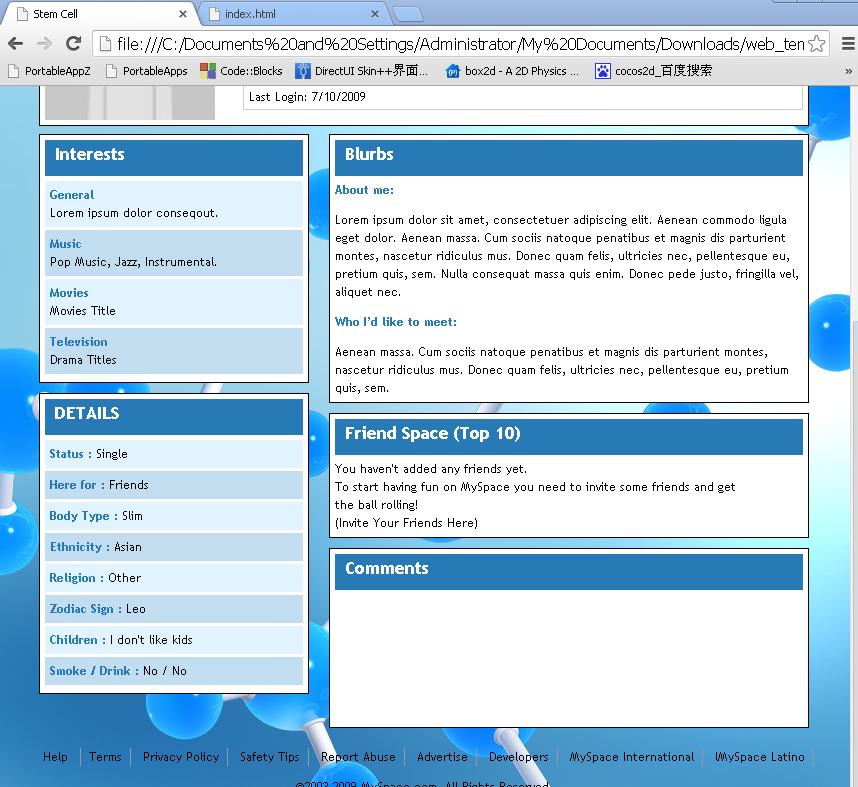 Stem Cell
index.html
file:///C:/Documents%20and%20Settings/Administrator/My%20Documents/Downloads/web_ten
PortableAppZ
PortableApps
Code::Blocks
DirectUI Skin++界面...
box2d - A 2D Physics ...
cocos2d_百度搜索
»
Last Login: 7/10/2009
Interests
General
Lorem ipsum dolor conseqout.
Music
Pop Music, Jazz, Instrumental.
Movies
Movies Title
Television
Drama Titles
DETAILS
Status : Single
Here for : Friends
Body Type : Slim
Ethnicity : Asian
Religion : Other
Zodiac Sign : Leo
Children : I don't like kids
Smoke / Drink : No / No
Blurbs
About me:
Lorem ipsum dolor sit amet, consectetuer adipiscing elit. Aenean commodo ligula
eget dolor. Aenean massa. Cum sociis natoque penatibus et magnis dis parturient
montes, nascetur ridiculus mus. Donec quam felis, ultricies nec, pellentesque eu,
pretium quis, sem. Nulla consequat massa quis enim. Donec pede justo, fringilla vel,
aliquet nec.
Who I'd like to meet:
Aenean massa. Cum sociis natoque penatibus et magnis dis parturient montes,
nascetur ridiculus mus. Donec quam felis, ultricies nec, pellentesque eu, pretium
quis, sem.
Friend Space (Top 10)
You haven't added any friends yet.
To start having fun on MySpace you need to invite some friends and get
the ball rolling!
(Invite Your Friends Here)
Comments
Help Terms Privacy Policy Safety Tips Report Abuse Advertise Developers MySpace International MySpace Latino
©2003-2009 MySpace.com. All Rights Reserved.